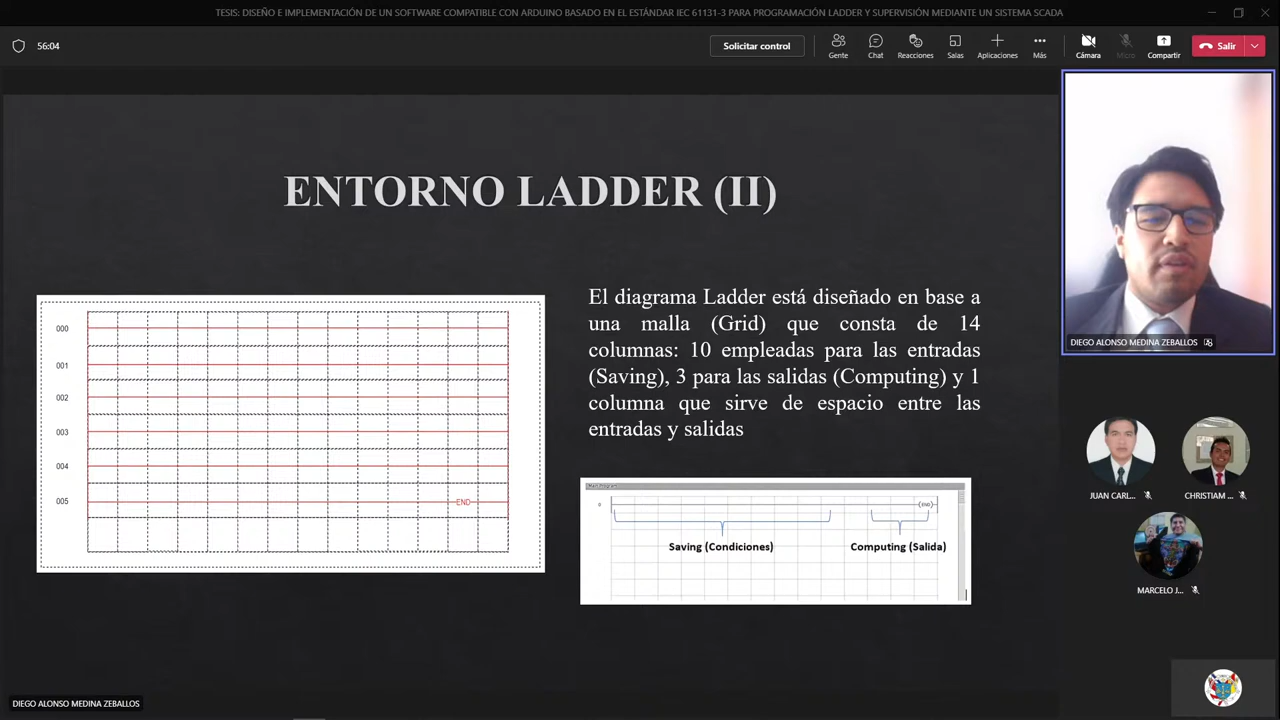 TESIS: DISEÑO E IMPLEMENTACIÓN DE UN SOFTWARE COMPATIBLE CON ARDUINO BASADO EN EL ESTÁNDAR IEC 61131-3 PARA PROGRAMACIÓN LADDER Y SUPERVISIÓN MEDIANTE UN SISTEMA SCADA
56:04
Solicitar control
Gente
Chat
Reacciones
Salas
Aplicaciones
Más
Cámara
Micro
Compartir
Salir
ENTORNO LADDER (II)
000
001
002
003
004
005
END
El diagrama Ladder está diseñado en base a
una malla (Grid) que consta de 14
columnas: 10 empleadas para las entradas
(Saving), 3 para las salidas (Computing) y 1
columna que sirve de espacio entre las
entradas y salidas
Main Program
0
(END)
Saving (Condiciones)
Computing (Salida)
DIEGO ALONSO MEDINA ZEBALLOS
JUAN CARL...
CHRISTIAM ...
MARCELO J...
DIEGO ALONSO MEDINA ZEBALLOS